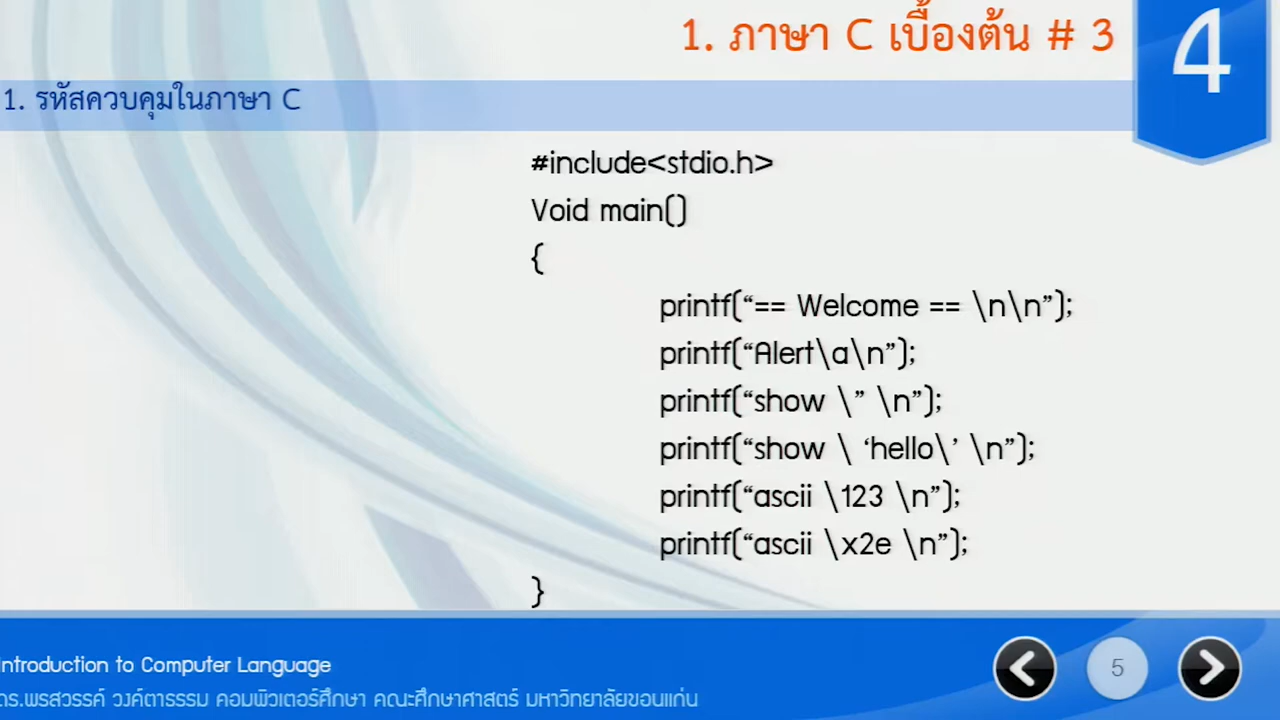 1. ภาษา C เบื้องต้น # 3
4
1. รหัสควบคุมในภาษา C
#include<stdio.h>
Void main()
{
printf(“== Welcome == \n\n”);
printf(“Alert\a\n”);
printf(“show \” \n”);
printf(“show \ ‘hello\’ \n”);
printf(“ascii \123 \n”);
printf(“ascii \x2e \n”);
}
Introduction to Computer Language
5
ดร.พรสวรรค์ วงค์ตาธรรม คอมพิวเตอร์ศึกษา คณะศึกษาศาสตร์ มหาวิทยาลัยขอนแก่น